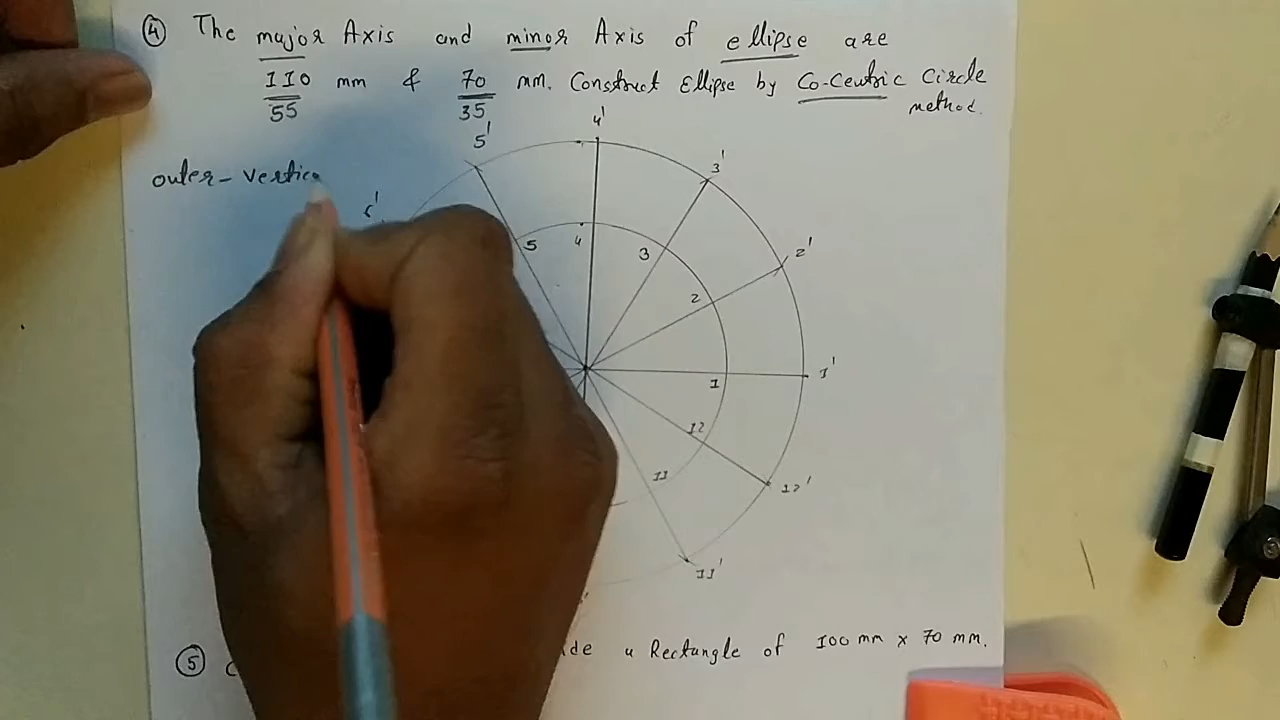 ④ The major Axis and minor Axis of ellipse are
110 mm & 70 mm. Construct Ellipse by Co-Centric Circle
55 35 method.
4'
5'
3'
outer - vertica
2'
5 4 3
2
1 1'
12
11 12'
11'
⑤ a Rectangle of 100 mm x 70 mm.